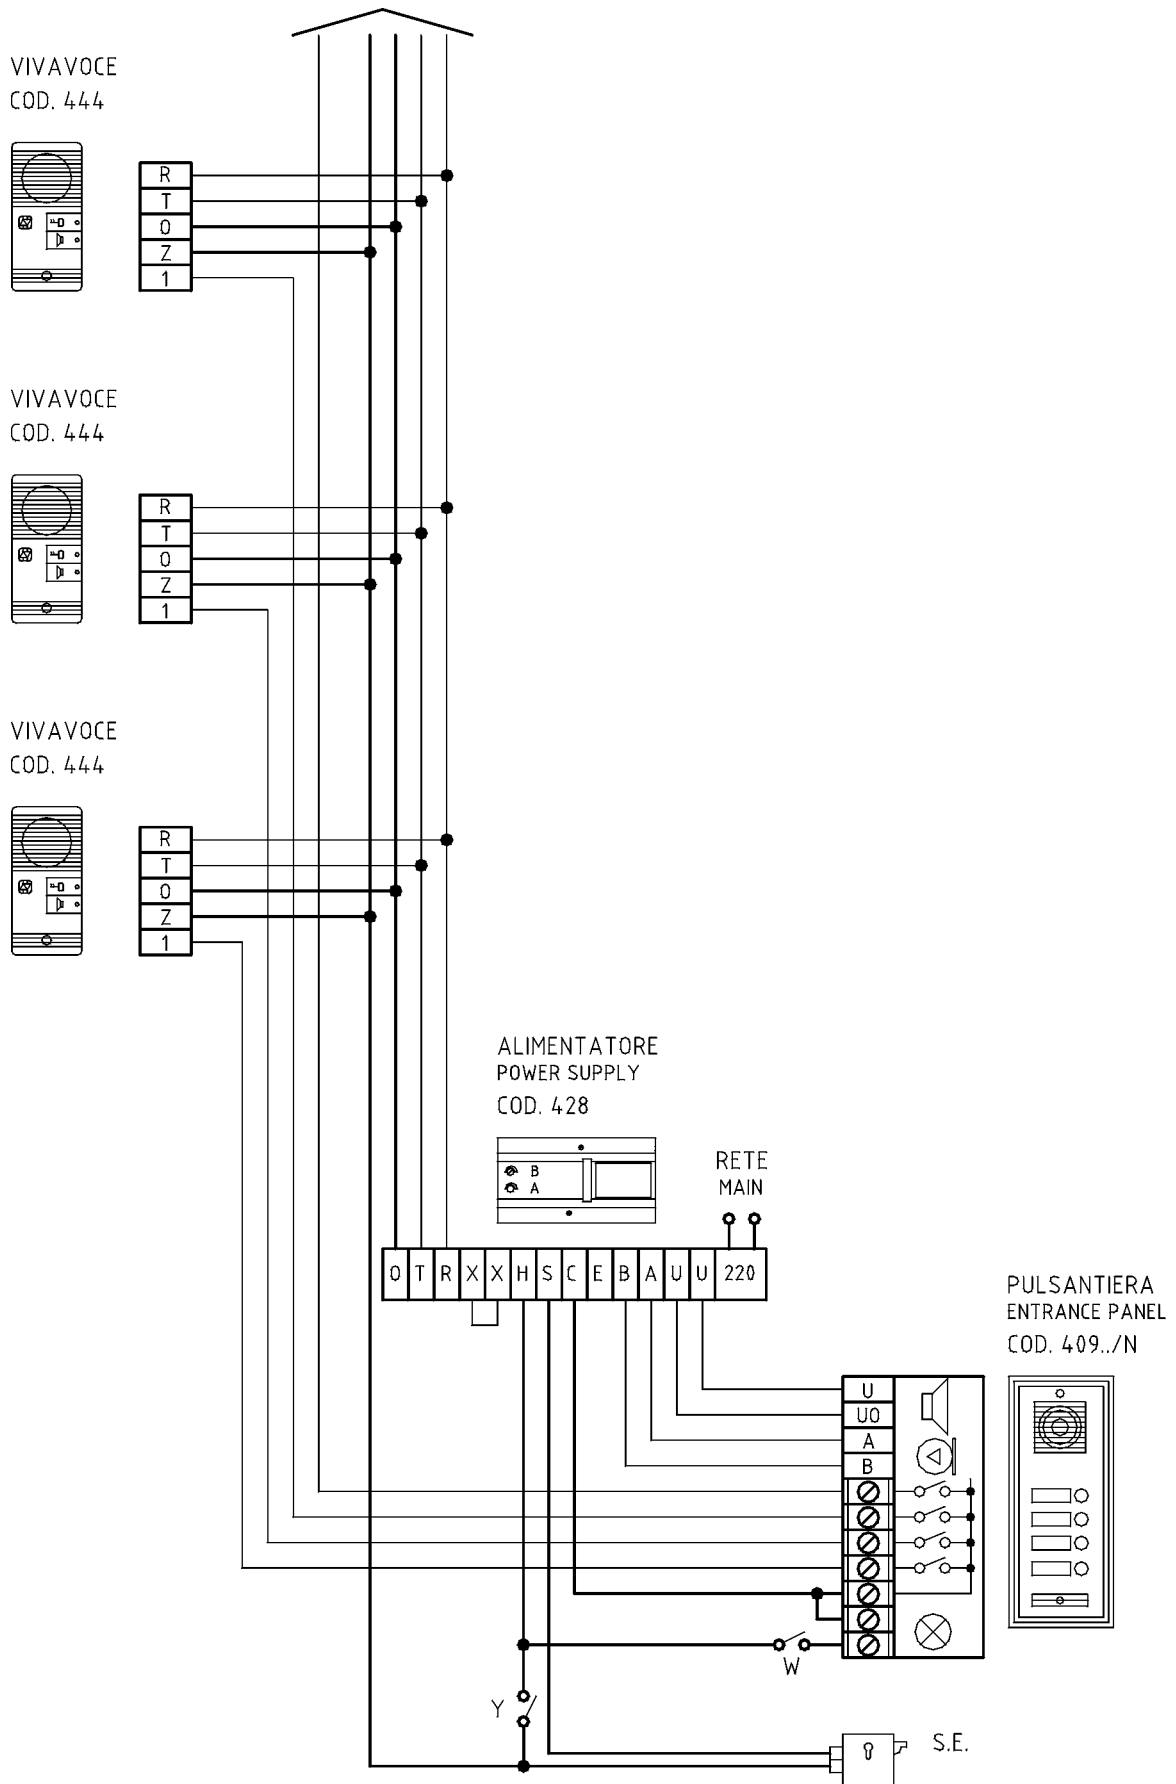 VIVAVOCE
COD. 444
R
T
0
Z
1
VIVAVOCE
COD. 444
R
T
0
Z
1
VIVAVOCE
COD. 444
R
T
0
Z
1
ALIMENTATORE
POWER SUPPLY
COD. 428
B
A
RETE
MAIN
0 T R X X H S C E B A U U 220
PULSANTIERA
ENTRANCE PANEL
COD. 409../N
U
U0
A
B
W
Y
S.E.